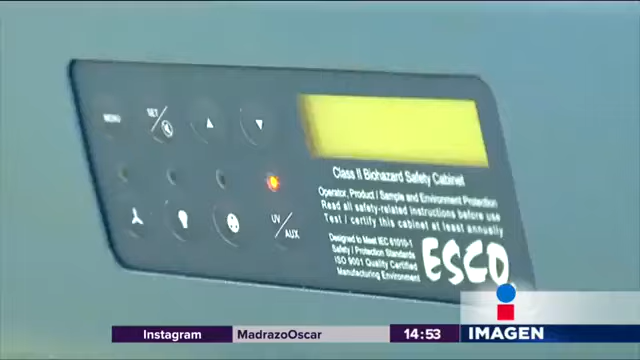 MENU
SET
UV
AUX
Class II Biohazard Safety Cabinet
Operator, Product / Sample and Environment Protection
Read all safety-related instructions before use
Test / certify this cabinet at least annually
Designed to Meet IEC 61010-1
Safety / Protection Standards
ISO 9001 Quality Certified
Manufacturing Environment
ESCO
IMAGEN
Instagram MadrazoOscar 14:53